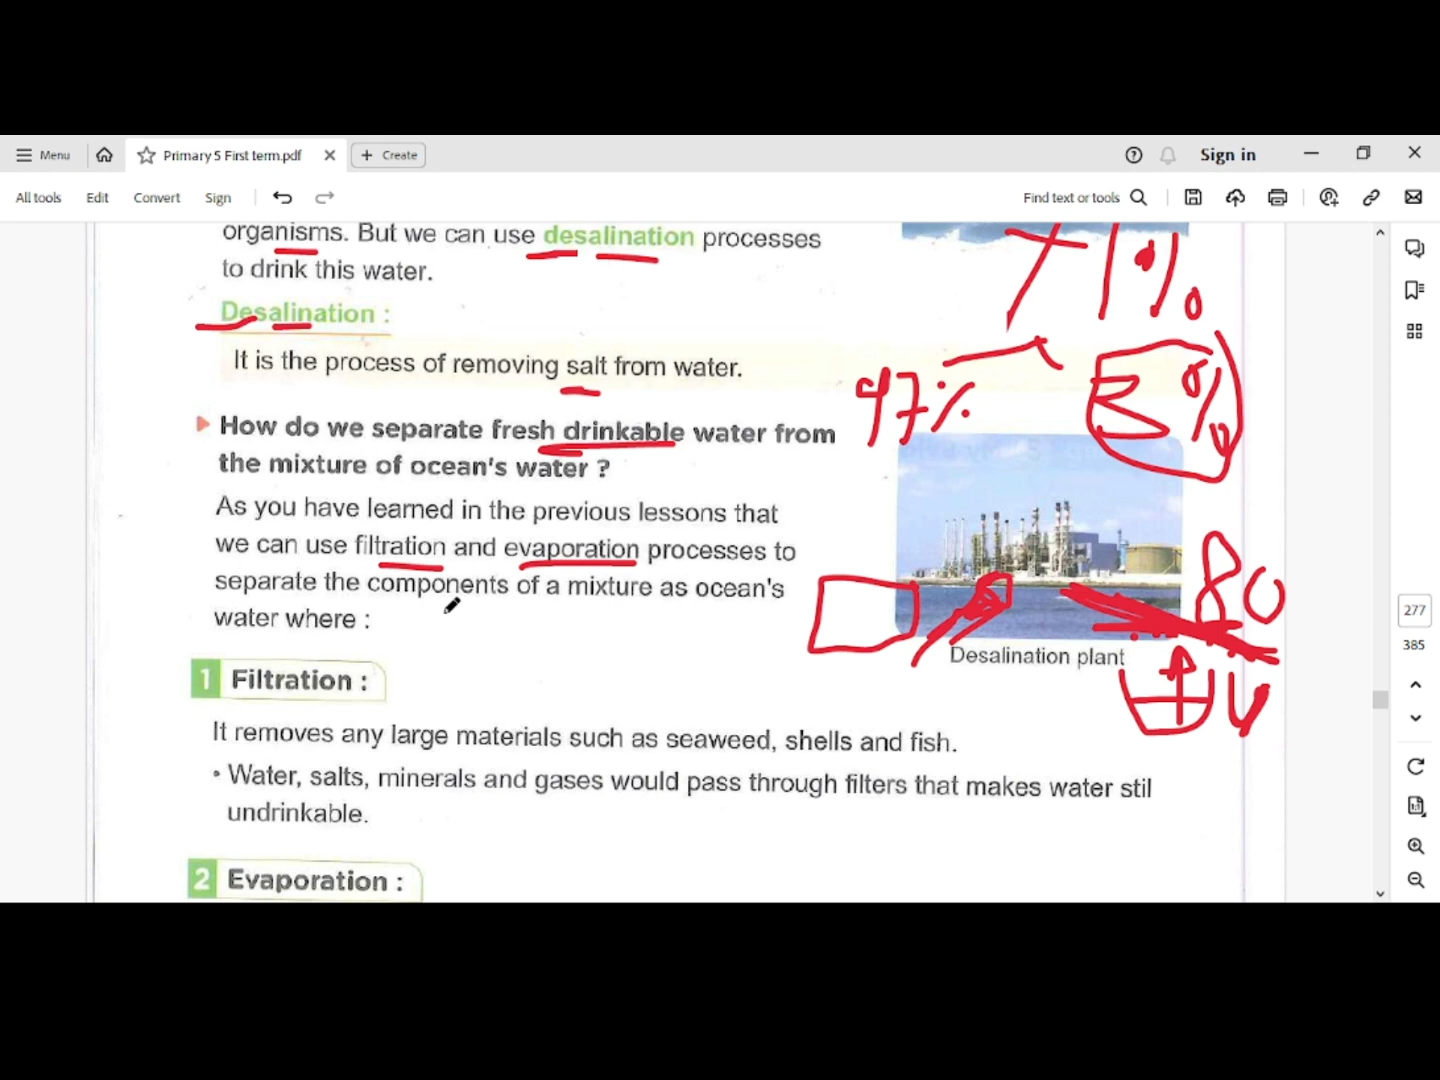 Menu
Primary 5 First term.pdf
Create
Sign in
All tools
Edit
Convert
Sign
Find text or tools
organisms. But we can use desalination processes
to drink this water.
71%
Desalination :
It is the process of removing salt from water.
97%
3%
How do we separate fresh drinkable water from
the mixture of ocean's water ?
As you have learned in the previous lessons that
we can use filtration and evaporation processes to
separate the components of a mixture as ocean's
water where :
80
Desalination plant
277
385
1 Filtration :
It removes any large materials such as seaweed, shells and fish.
• Water, salts, minerals and gases would pass through filters that makes water stil
undrinkable.
2 Evaporation :